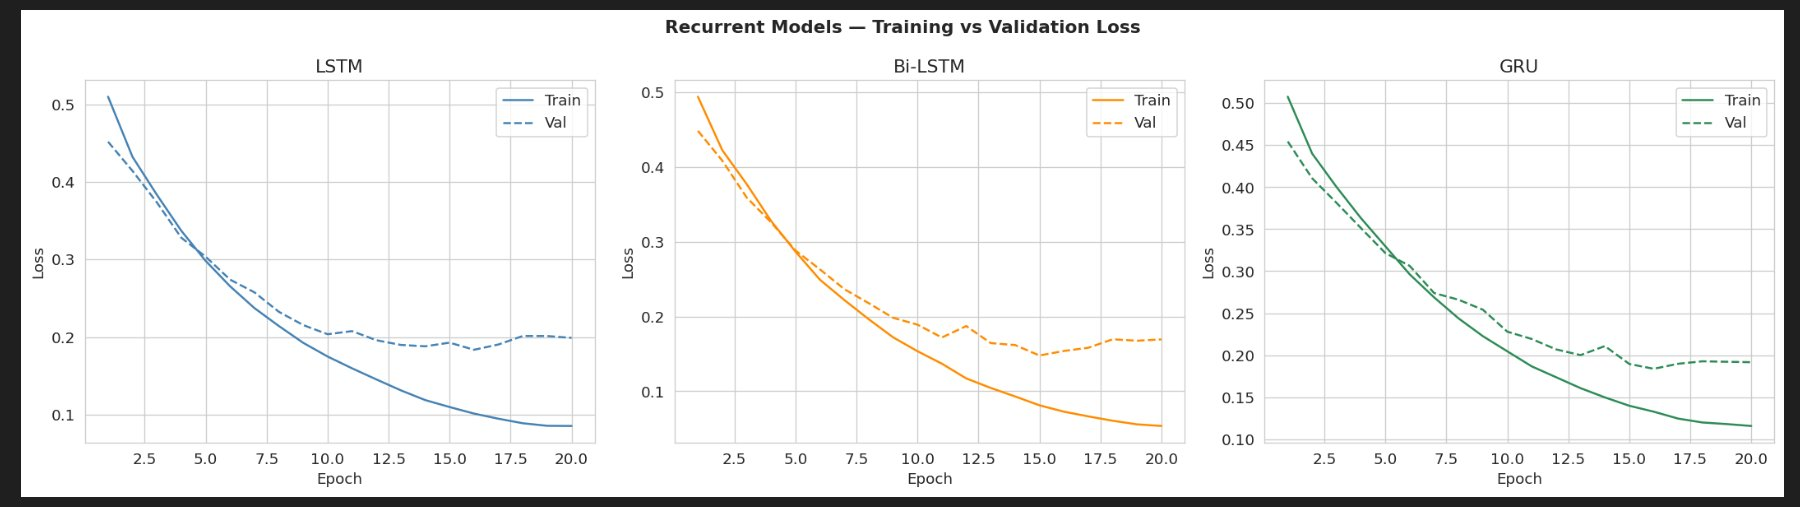 Recurrent Models — Training vs Validation Loss
LSTM
Train
Val
0.5
0.4
0.3
0.2
0.1
Loss
2.5 5.0 7.5 10.0 12.5 15.0 17.5 20.0
Epoch
Bi-LSTM
Train
Val
0.5
0.4
0.3
0.2
0.1
Loss
2.5 5.0 7.5 10.0 12.5 15.0 17.5 20.0
Epoch
GRU
Train
Val
0.50
0.45
0.40
0.35
0.30
0.25
0.20
0.15
0.10
Loss
2.5 5.0 7.5 10.0 12.5 15.0 17.5 20.0
Epoch